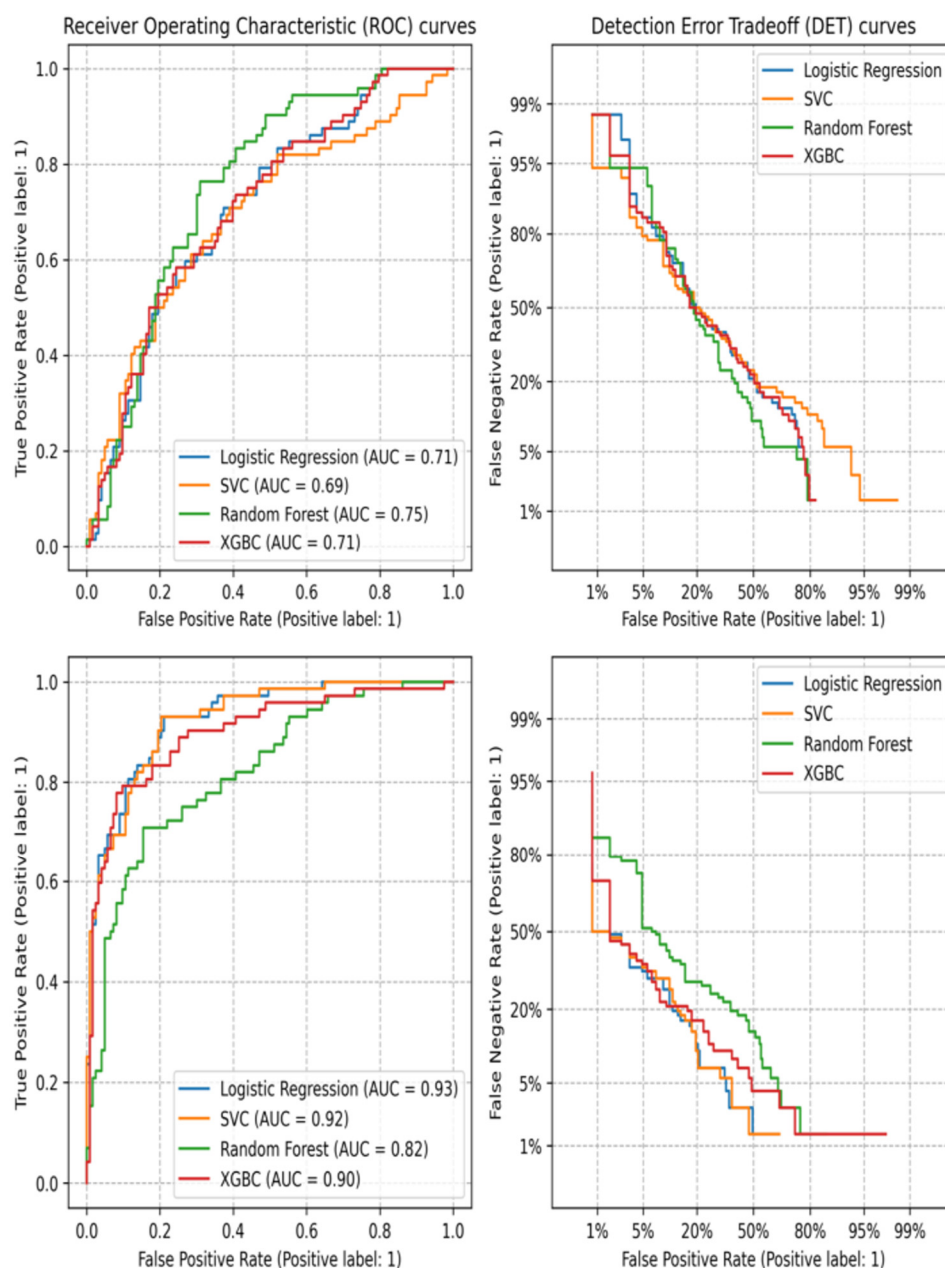 Receiver Operating Characteristic (ROC) curves
True Positive Rate (Positive label: 1)
1.0
0.8
0.6
0.4
0.2
0.0
Logistic Regression (AUC = 0.71)
SVC (AUC = 0.69)
Random Forest (AUC = 0.75)
XGBC (AUC = 0.71)
0.0 0.2 0.4 0.6 0.8 1.0
False Positive Rate (Positive label: 1)
Detection Error Tradeoff (DET) curves
False Negative Rate (Positive label: 1)
Logistic Regression
SVC
Random Forest
XGBC
99%
95%
80%
50%
20%
5%
1%
1% 5% 20% 50% 80% 95% 99%
False Positive Rate (Positive label: 1)
True Positive Rate (Positive label: 1)
1.0
0.8
0.6
0.4
0.2
0.0
Logistic Regression (AUC = 0.93)
SVC (AUC = 0.92)
Random Forest (AUC = 0.82)
XGBC (AUC = 0.90)
0.0 0.2 0.4 0.6 0.8 1.0
False Positive Rate (Positive label: 1)
False Negative Rate (Positive label: 1)
Logistic Regression
SVC
Random Forest
XGBC
99%
95%
80%
50%
20%
5%
1%
1% 5% 20% 50% 80% 95% 99%
False Positive Rate (Positive label: 1)